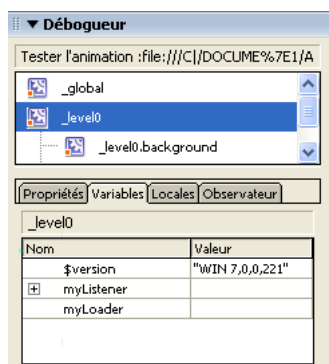 ▼ Débogueur
Tester l'animation :file:///C|/DOCUME%7E1/A
_global
_level0
_level0.background
Propriétés Variables Locales Observateur
_level0
Nom Valeur
$version "WIN 7,0,0,221"
myListener
myLoader